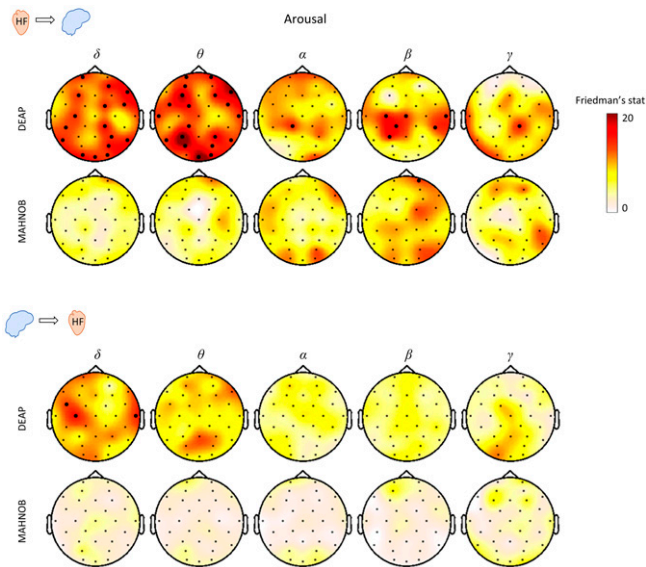 HF
Arousal
δ θ α β γ
DEAP
Friedman's stat
20
0
MAHNOB
HF
δ θ α β γ
DEAP
MAHNOB